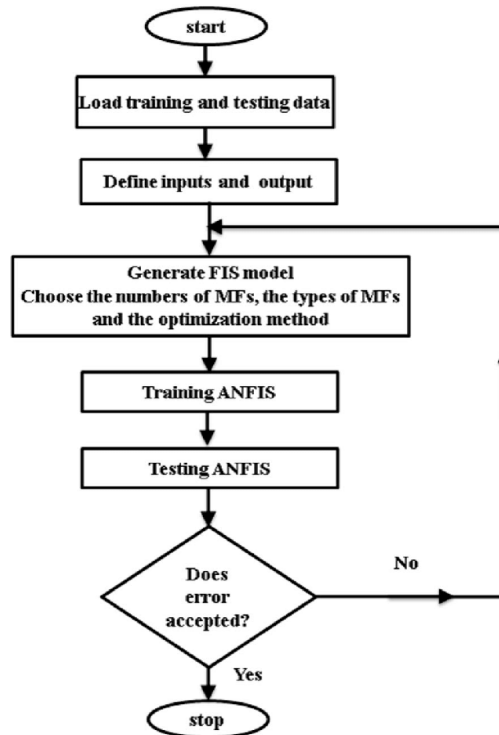 start
Load training and testing data
Define inputs and output
Generate FIS model
Choose the numbers of MFs, the types of MFs
and the optimization method
Training ANFIS
Testing ANFIS
Does
error
accepted?
No
Yes
stop